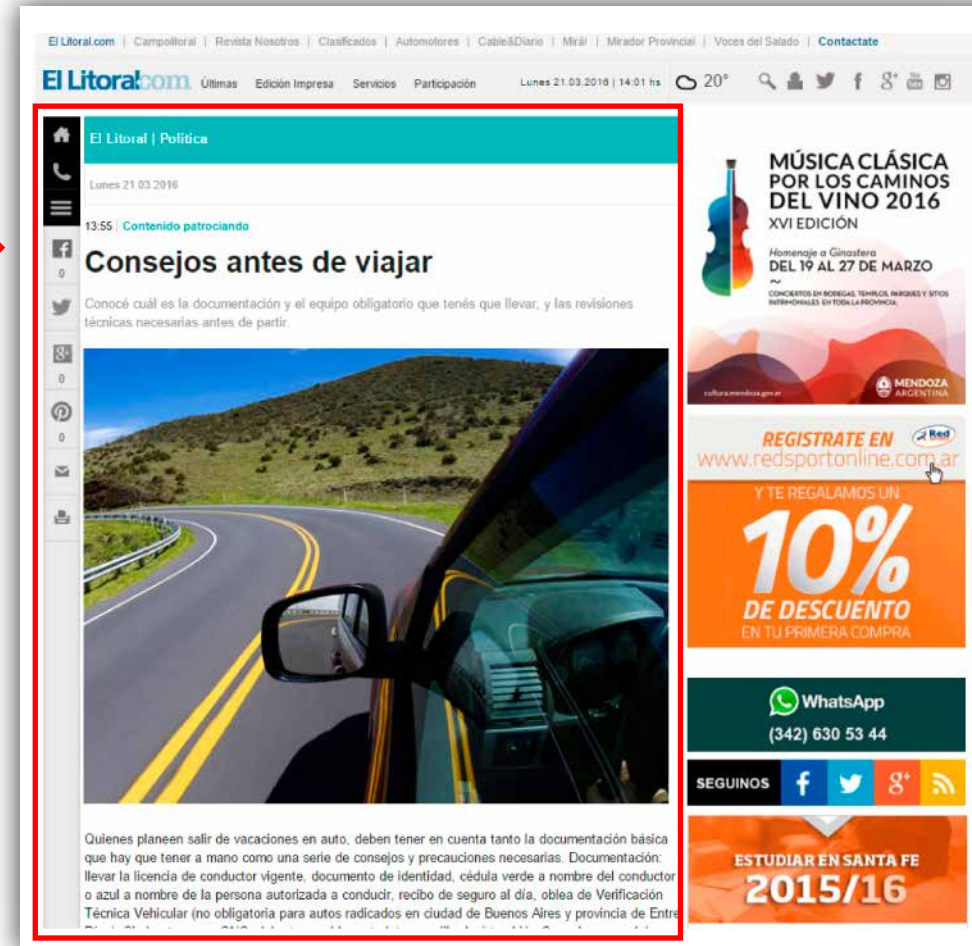 El Litoral.com | Campolitoral | Revista Nosotros | Clasificados | Automotores | Cable&Diario | Mirá! | Mirador Provincial | Voces del Salado | Contactate
El Litoral.com Últimas Edición Impresa Servicios Participación Lunes 21.03.2016 | 14:01 hs 20°
El Litoral | Política
Lunes 21.03.2016
13:55 | Contenido patrociando
Consejos antes de viajar
0
Conocé cuál es la documentación y el equipo obligatorio que tenés que llevar, y las revisiones
técnicas necesarias antes de partir.
0
0
Quienes planeen salir de vacaciones en auto, deben tener en cuenta tanto la documentación básica
que hay que tener a mano como una serie de consejos y precauciones necesarias. Documentación:
llevar la licencia de conductor vigente, documento de identidad, cédula verde a nombre del conductor
o azul a nombre de la persona autorizada a conducir, recibo de seguro al día, oblea de Verificación
Técnica Vehicular (no obligatoria para autos radicados en ciudad de Buenos Aires y provincia de Entre
MÚSICA CLÁSICA
POR LOS CAMINOS
DEL VINO 2016
XVI EDICIÓN
Homenaje a Ginastera
DEL 19 AL 27 DE MARZO
~
CONCIERTOS EN BODEGAS, TEMPLOS, PARQUES Y SITIOS
PATRIMONIALES EN TODA LA PROVINCIA.
cultura.mendoza.gov.ar
MENDOZA
ARGENTINA
REGISTRATE EN Red
www.redsportonline.com.ar
Y TE REGALAMOS UN
10%
DE DESCUENTO
EN TU PRIMERA COMPRA
WhatsApp
(342) 630 53 44
SEGUINOS
ESTUDIAR EN SANTA FE
2015/16